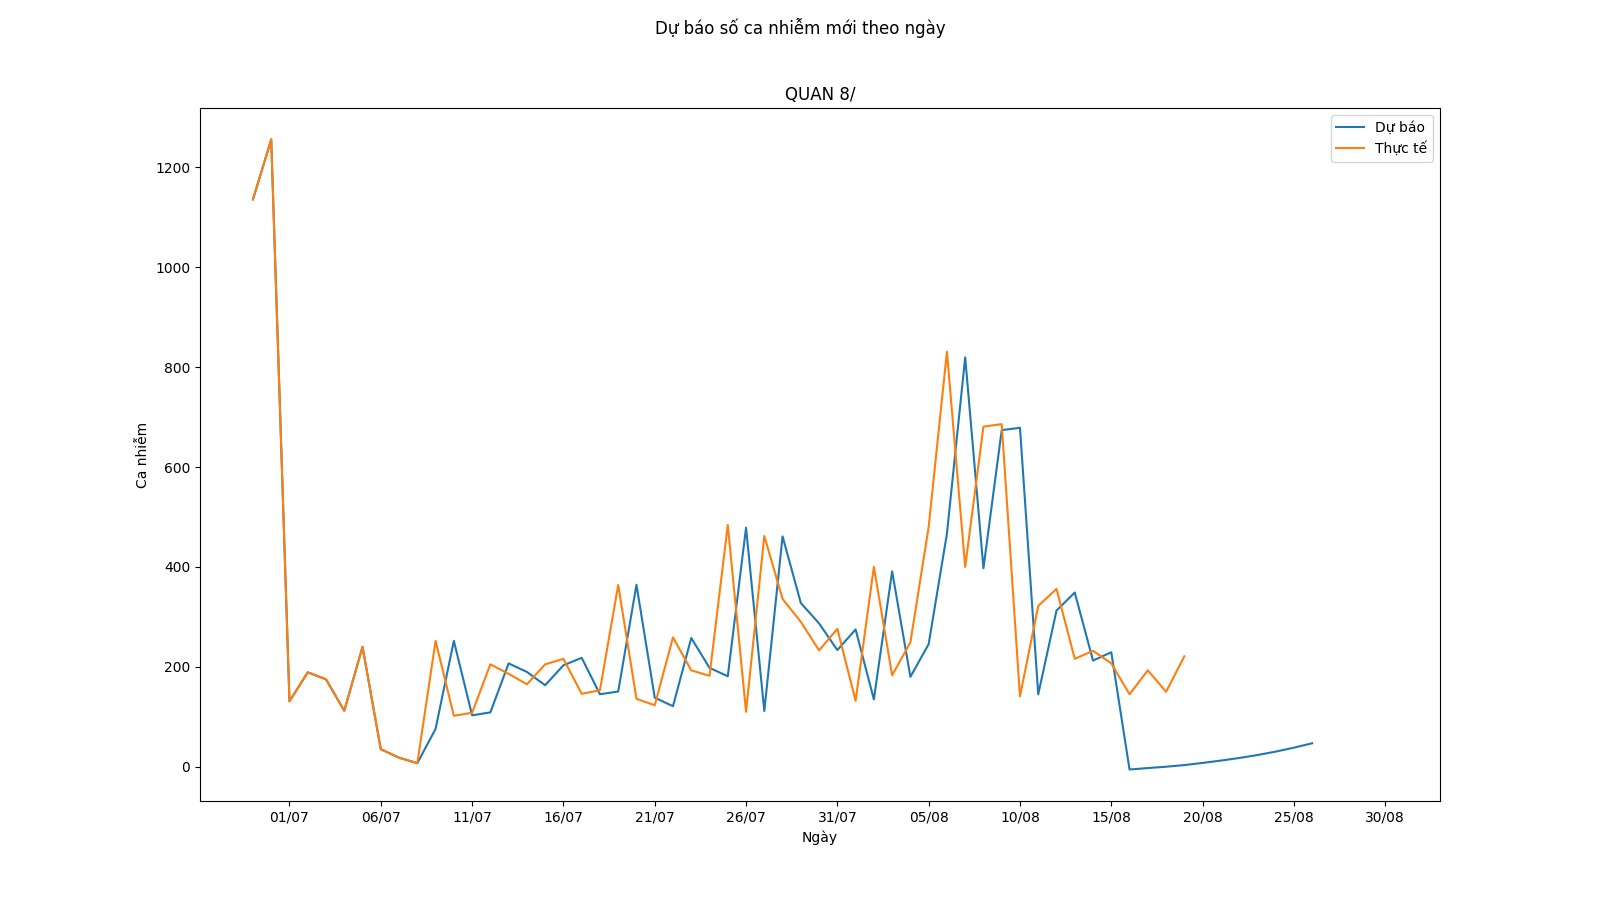 Dự báo số ca nhiễm mới theo ngày
QUAN 8/
Dự báo
Thực tế
1200
1000
800
600
400
200
0
Ca nhiễm
01/07 06/07 11/07 16/07 21/07 26/07 31/07 05/08 10/08 15/08 20/08 25/08 30/08
Ngày